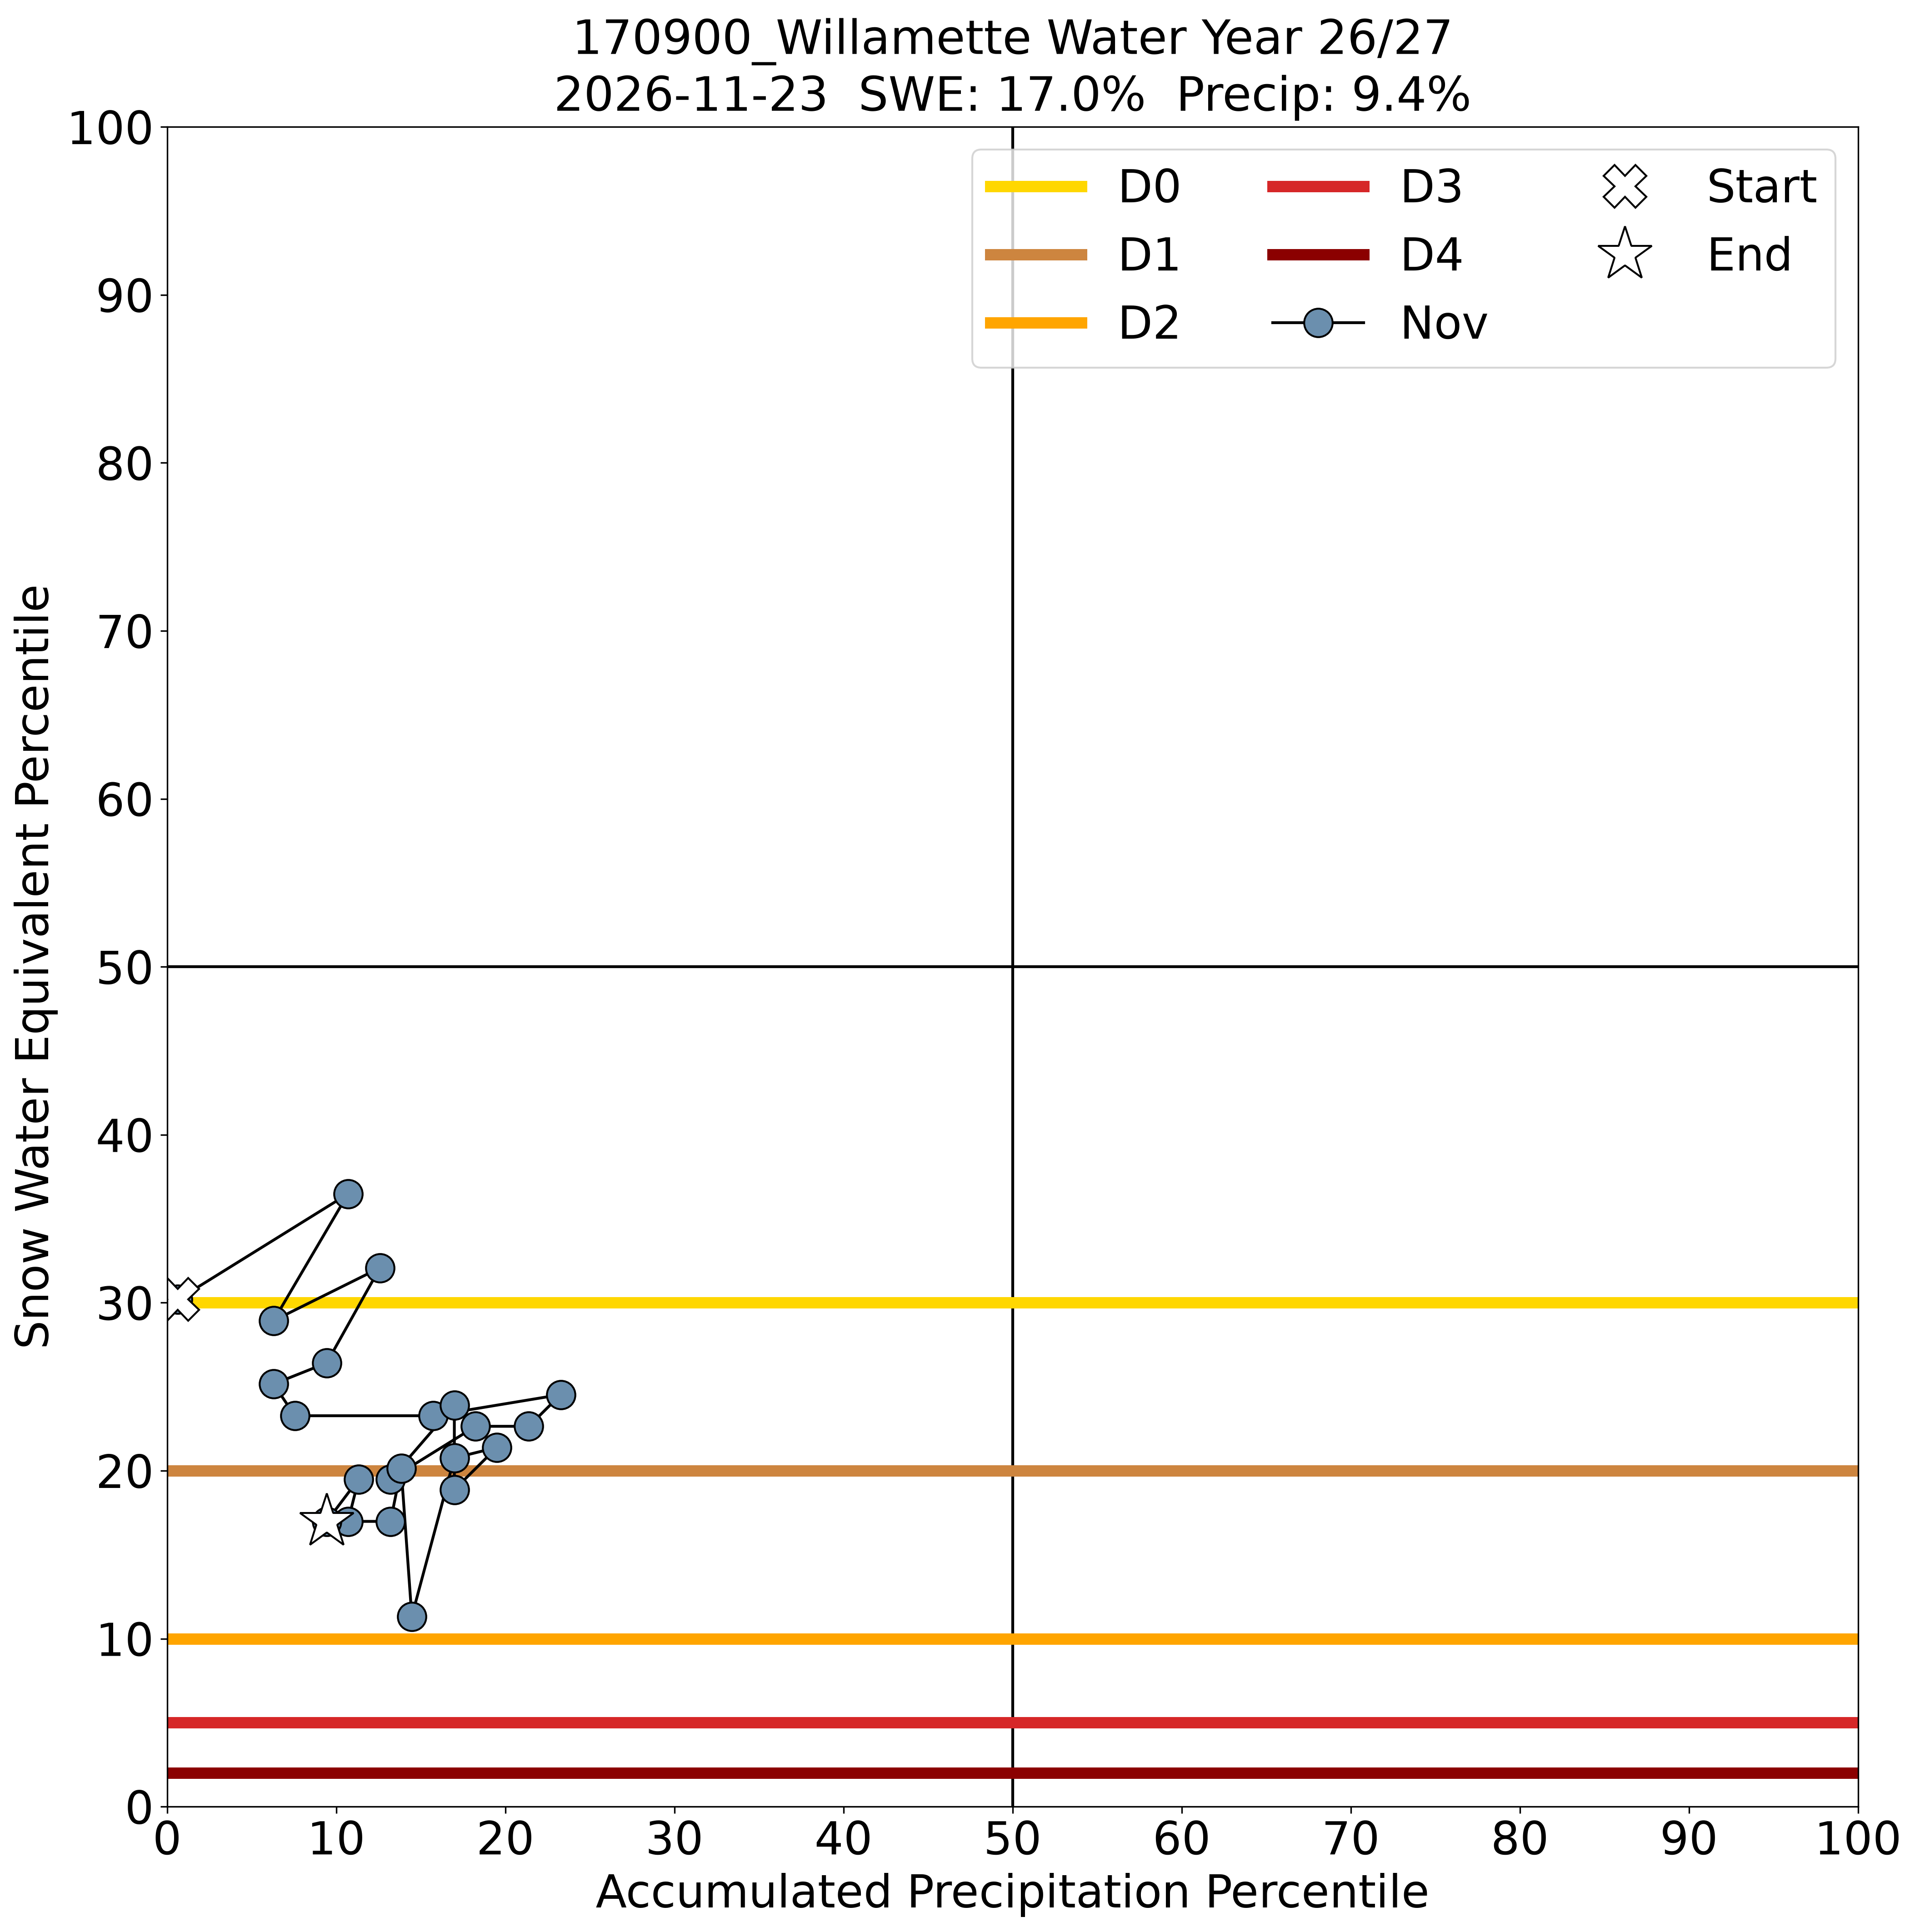 170900_Willamette Water Year 26/27
2026-11-23  SWE: 17.0%  Precip: 9.4%
100
90
80
70
60
50
40
30
20
10
0
Snow Water Equivalent Percentile
D0
D1
D2
D3
D4
Nov
Start
End
0 10 20 30 40 50 60 70 80 90 100
Accumulated Precipitation Percentile